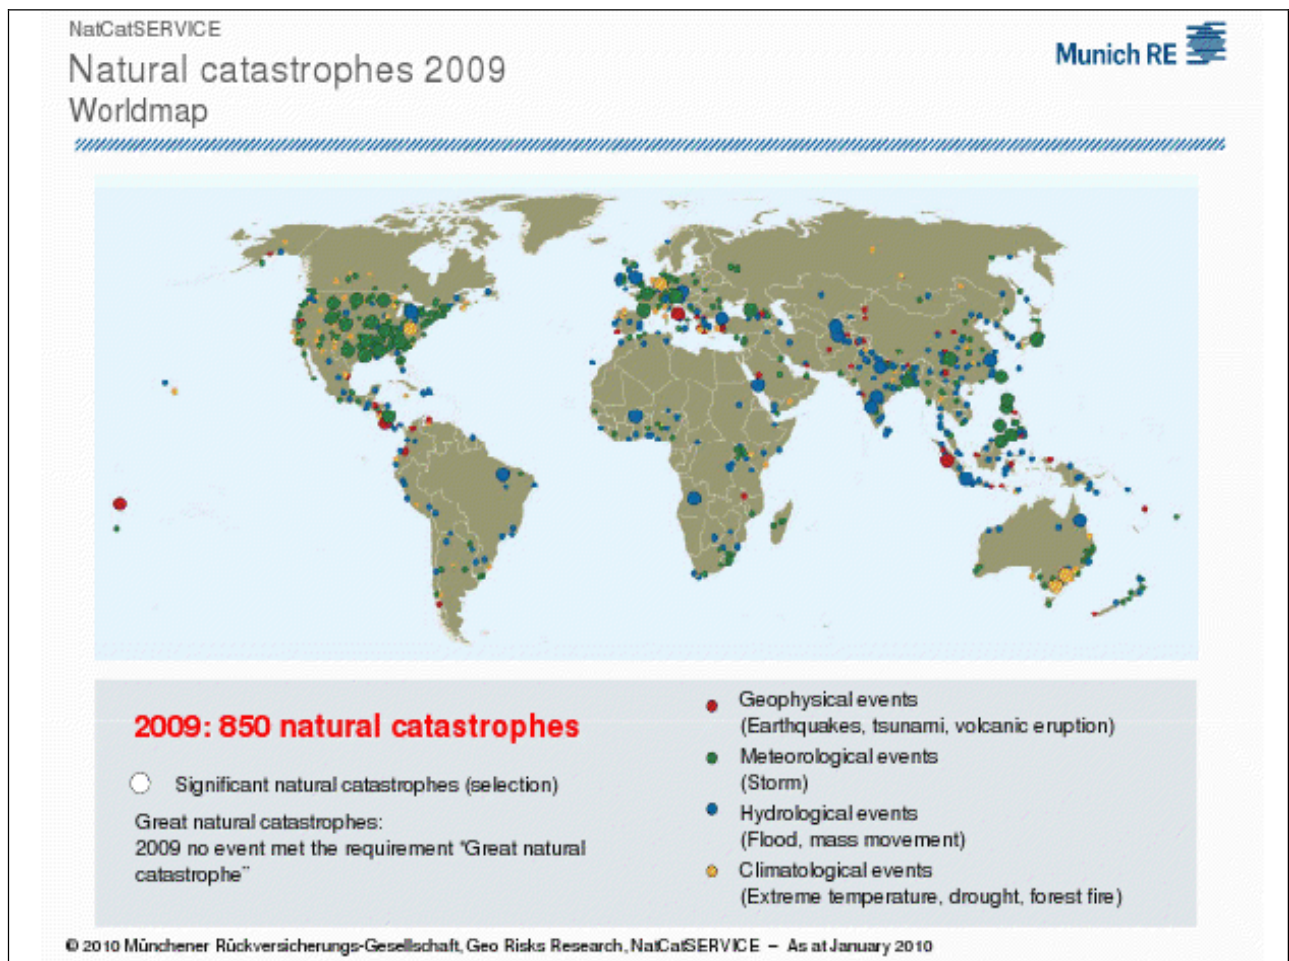 NatCatSERVICE
Natural catastrophes 2009
Worldmap
Munich RE
2009: 850 natural catastrophes
Significant natural catastrophes (selection)
Great natural catastrophes:
2009 no event met the requirement “Great natural
catastrophe”
Geophysical events
(Earthquakes, tsunami, volcanic eruption)
Meteorological events
(Storm)
Hydrological events
(Flood, mass movement)
Climatological events
(Extreme temperature, drought, forest fire)
© 2010 Münchener Rückversicherungs-Gesellschaft, Geo Risks Research, NatCatSERVICE – As at January 2010